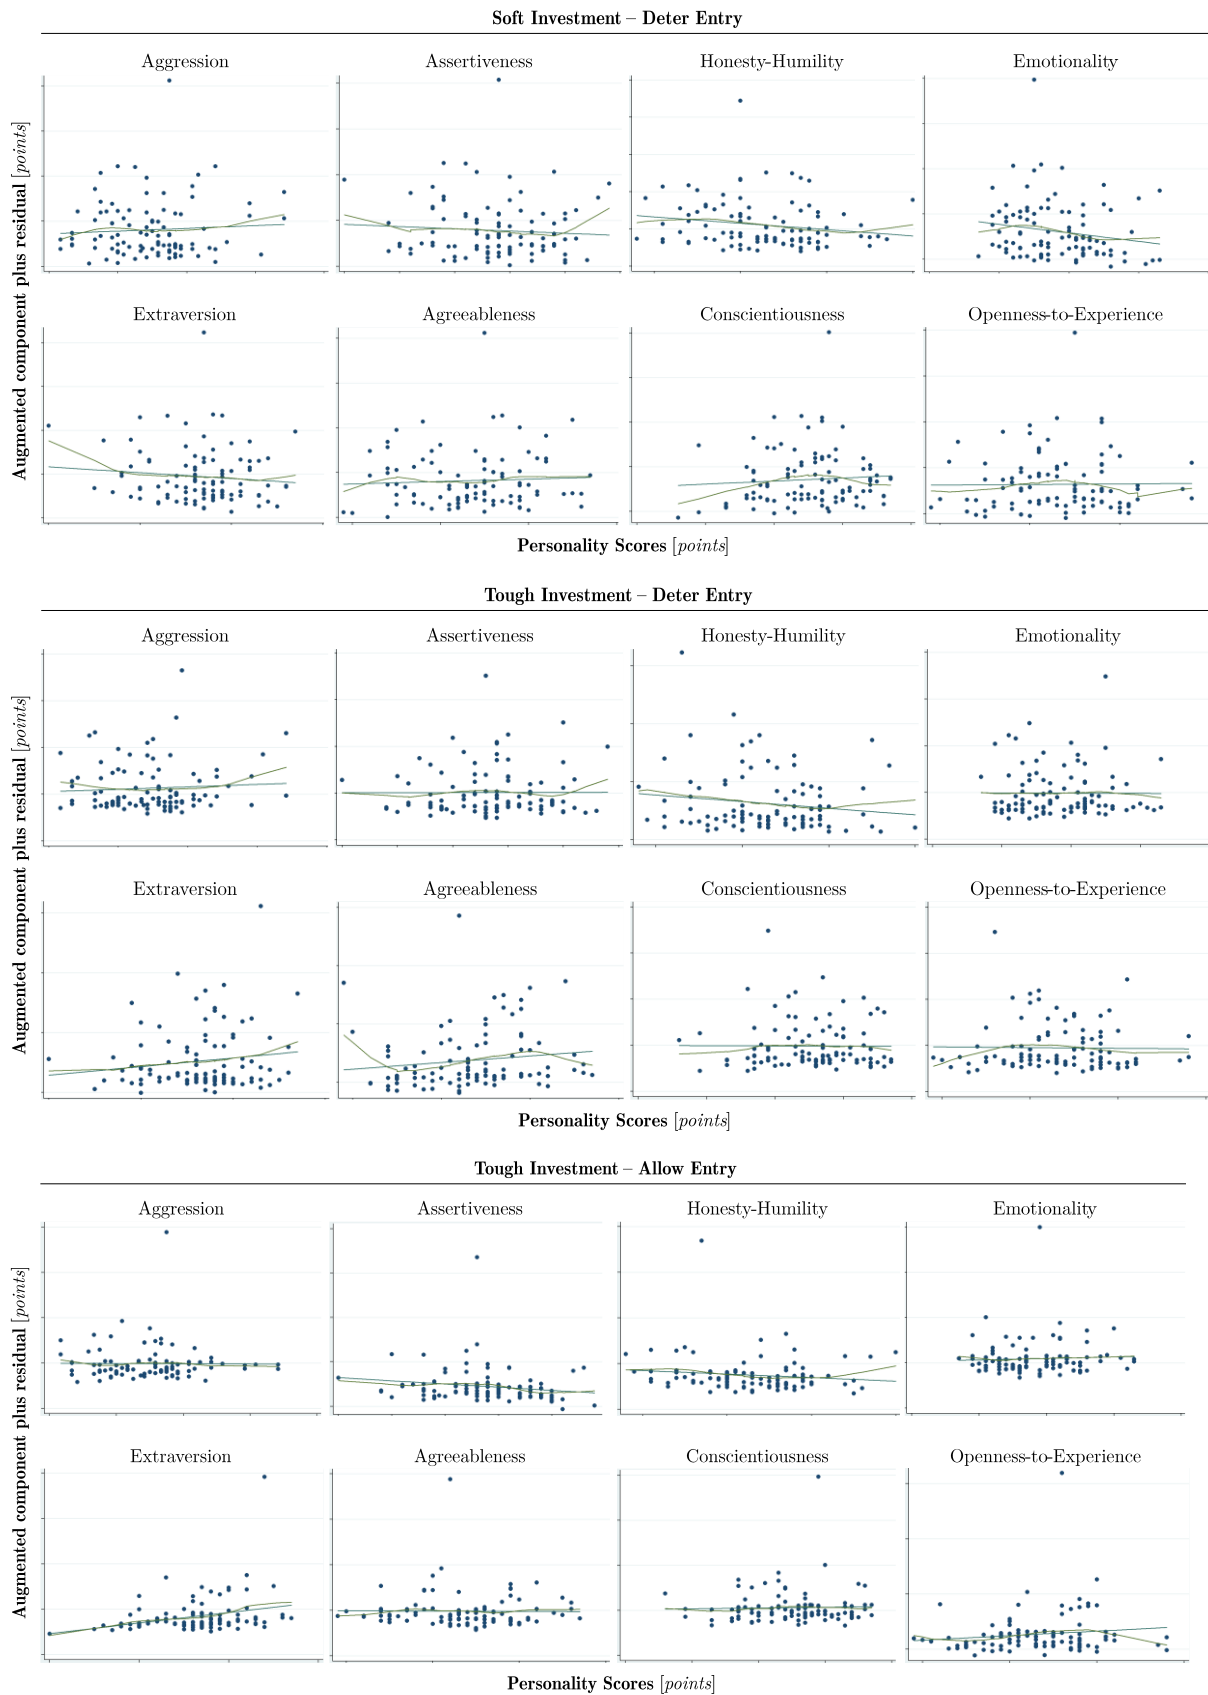 Soft Investment – Deter Entry
Aggression
Assertiveness
Honesty-Humility
Emotionality
Augmented component plus residual [points]
Extraversion
Agreeableness
Conscientiousness
Openness-to-Experience
Personality Scores [points]
Tough Investment – Deter Entry
Aggression
Assertiveness
Honesty-Humility
Emotionality
Augmented component plus residual [points]
Extraversion
Agreeableness
Conscientiousness
Openness-to-Experience
Personality Scores [points]
Tough Investment – Allow Entry
Aggression
Assertiveness
Honesty-Humility
Emotionality
Augmented component plus residual [points]
Extraversion
Agreeableness
Conscientiousness
Openness-to-Experience
Personality Scores [points]